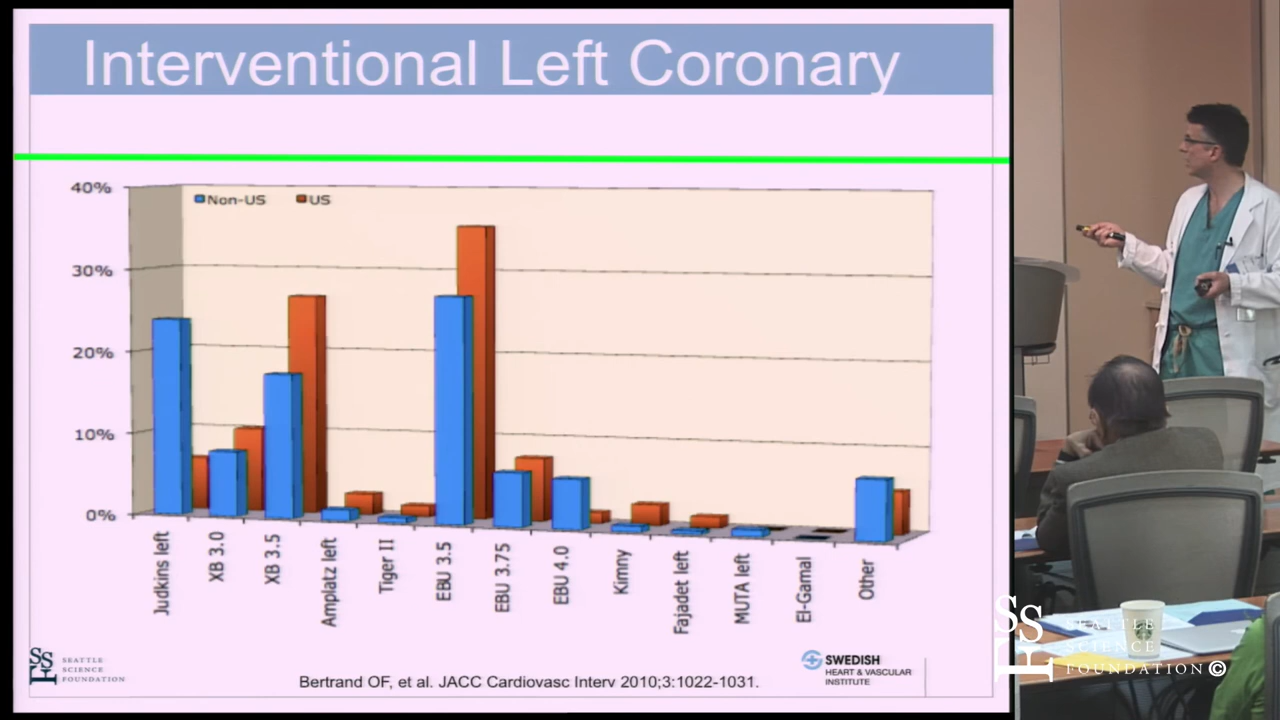 Interventional Left Coronary
40%
Non-US
US
30%
20%
10%
0%
Judkins left
XB 3.0
XB 3.5
Amplatz left
Tiger II
EBU 3.5
EBU 3.75
EBU 4.0
Kimny
Fajadet left
MUTA left
El-Gamal
Other
SSF
SEATTLE
SCIENCE
FOUNDATION
Bertrand OF, et al. JACC Cardiovasc Interv 2010;3:1022-1031.
SWEDISH
HEART & VASCULAR
INSTITUTE
SSF
SEATTLE
SCIENCE
FOUNDATION©